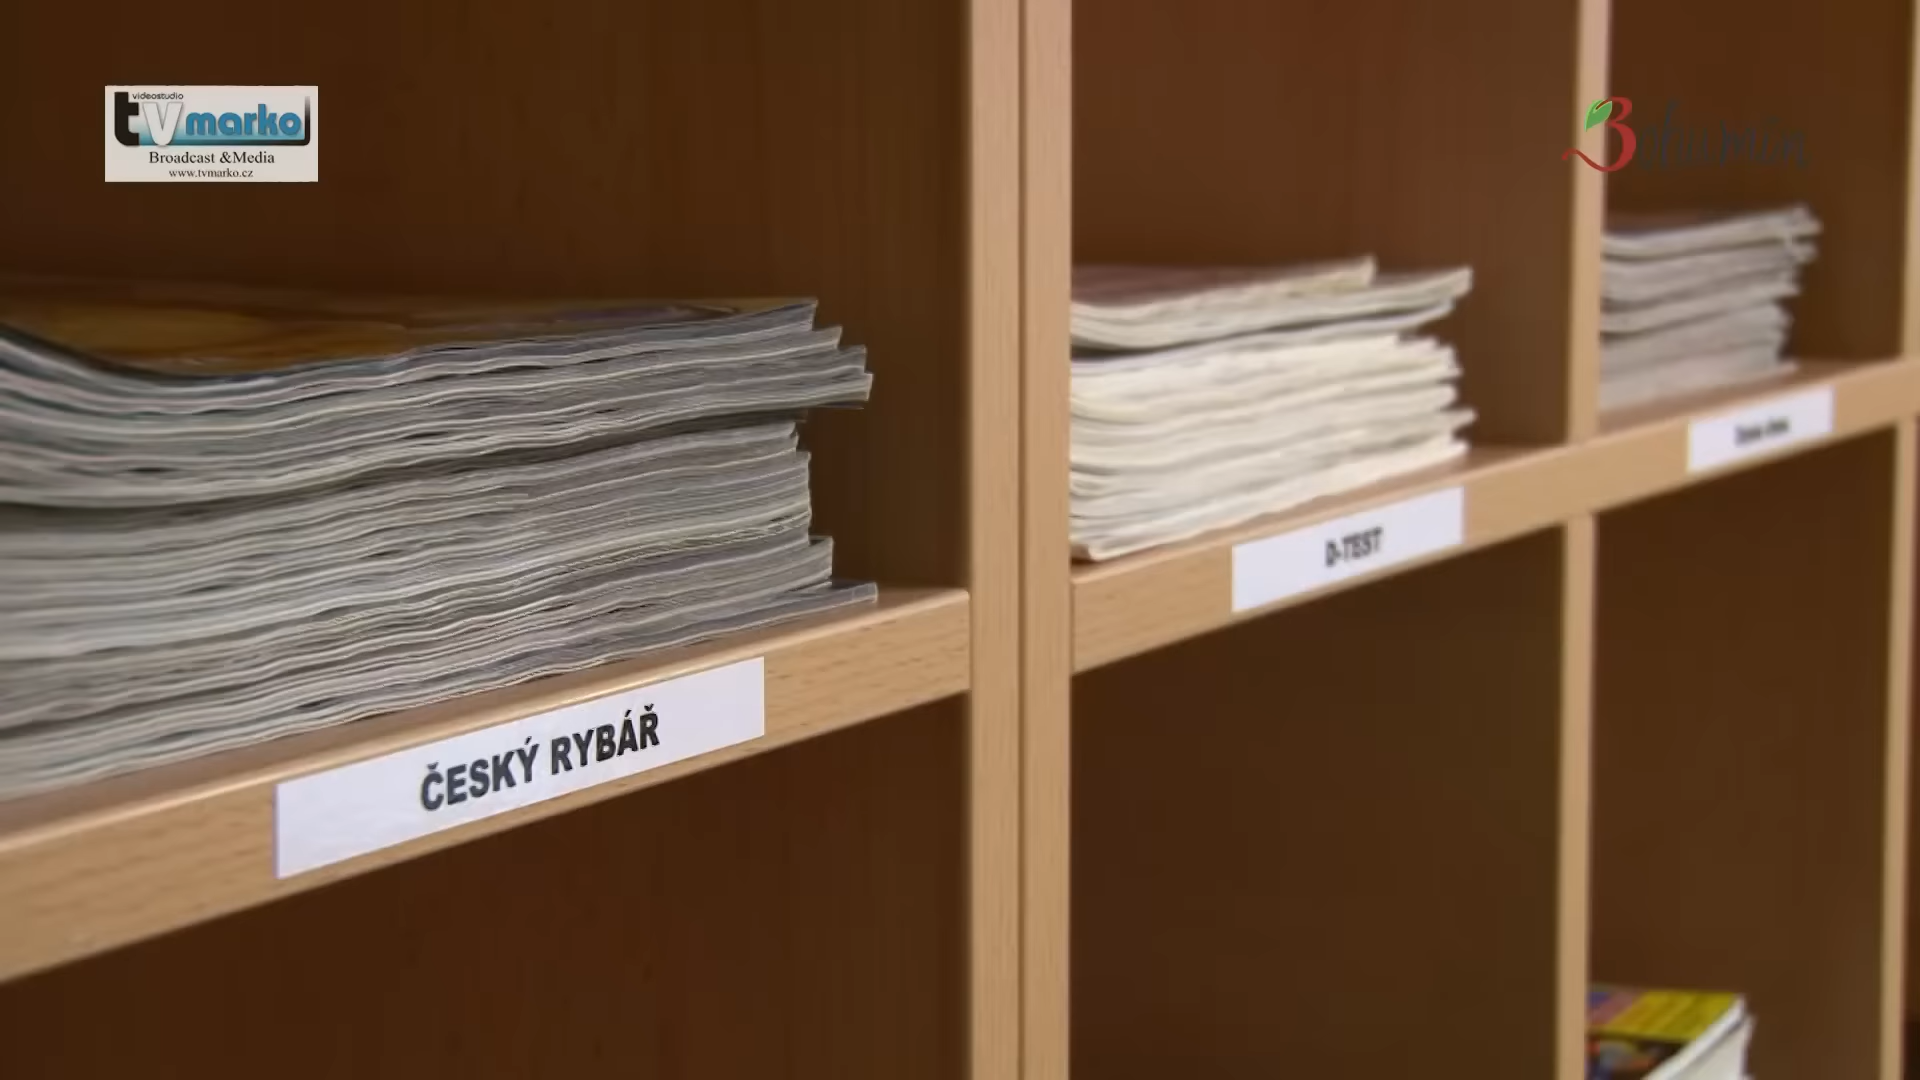 videostudio
tvmarko
Broadcast &Media
www.tvmarko.cz
Bohumín
D-TEST
ČESKÝ RYBÁŘ